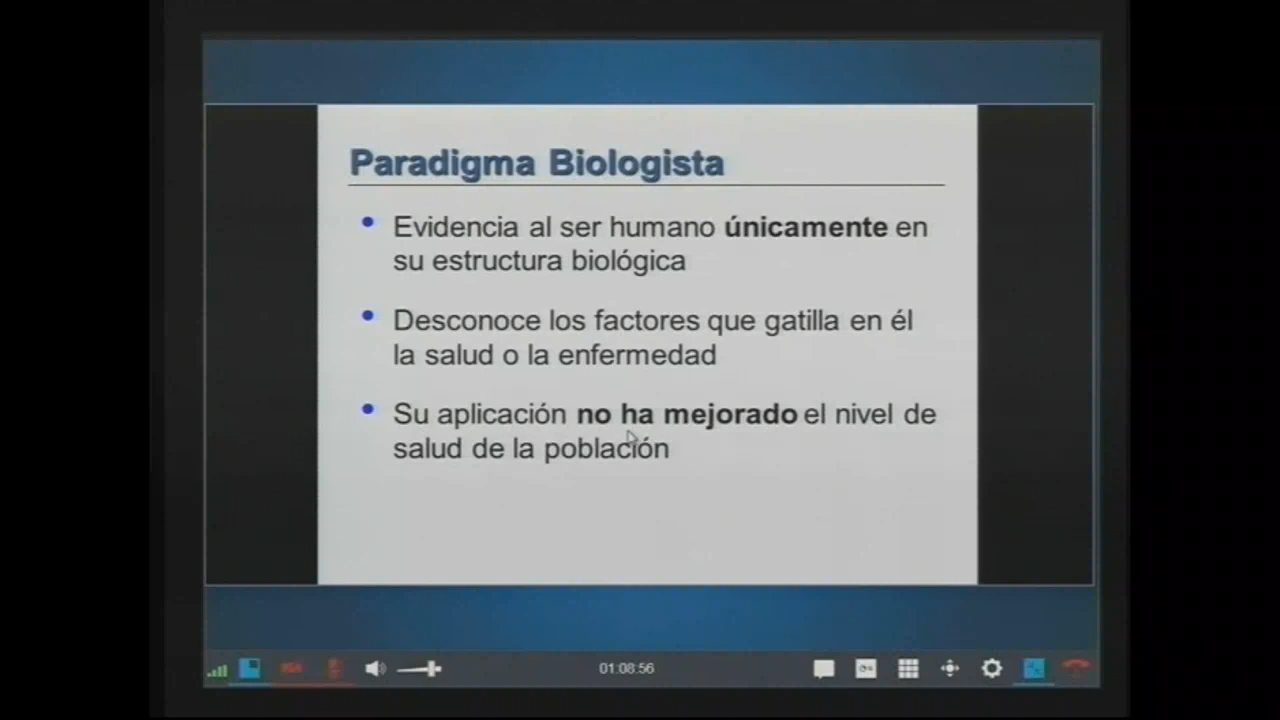 Paradigma Biologista
Evidencia al ser humano únicamente en
su estructura biológica
Desconoce los factores que gatilla en él
la salud o la enfermedad
Su aplicación no ha mejorado el nivel de
salud de la población
01:08:56